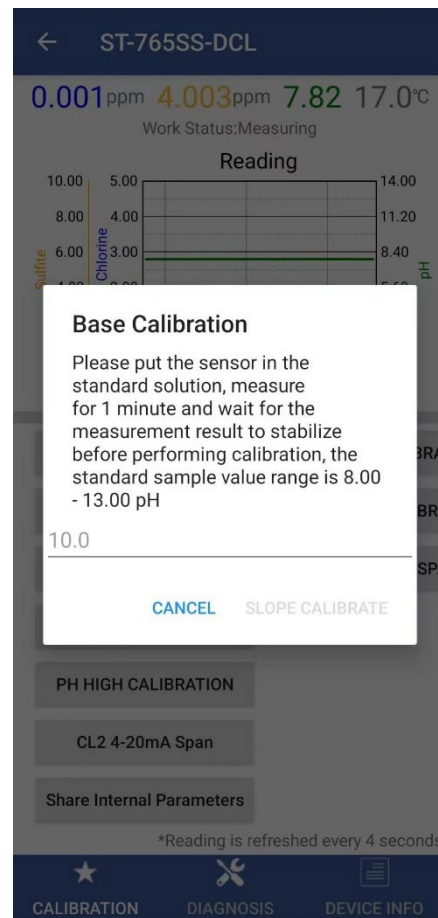 ST-765SS-DCL
0.001ppm 4.003ppm 7.82 17.0°C
Work Status:Measuring
Reading
10.00 5.00 14.00
8.00 4.00 11.20
6.00 3.00 8.40
Sulfite
Chlorine
pH
Base Calibration
Please put the sensor in the
standard solution, measure
for 1 minute and wait for the
measurement result to stabilize
before performing calibration, the
standard sample value range is 8.00
- 13.00 pH
10.0
CANCEL SLOPE CALIBRATE
PH HIGH CALIBRATION
CL2 4-20mA Span
Share Internal Parameters
*Reading is refreshed every 4 seconds
CALIBRATION DIAGNOSIS DEVICE INFO